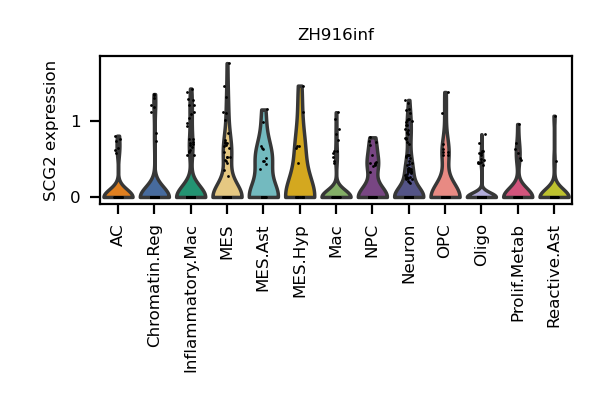 ZH916inf
SCG2 expression
1
0
AC
Chromatin.Reg
Inflammatory.Mac
MES
MES.Ast
MES.Hyp
Mac
NPC
Neuron
OPC
Oligo
Prolif.Metab
Reactive.Ast